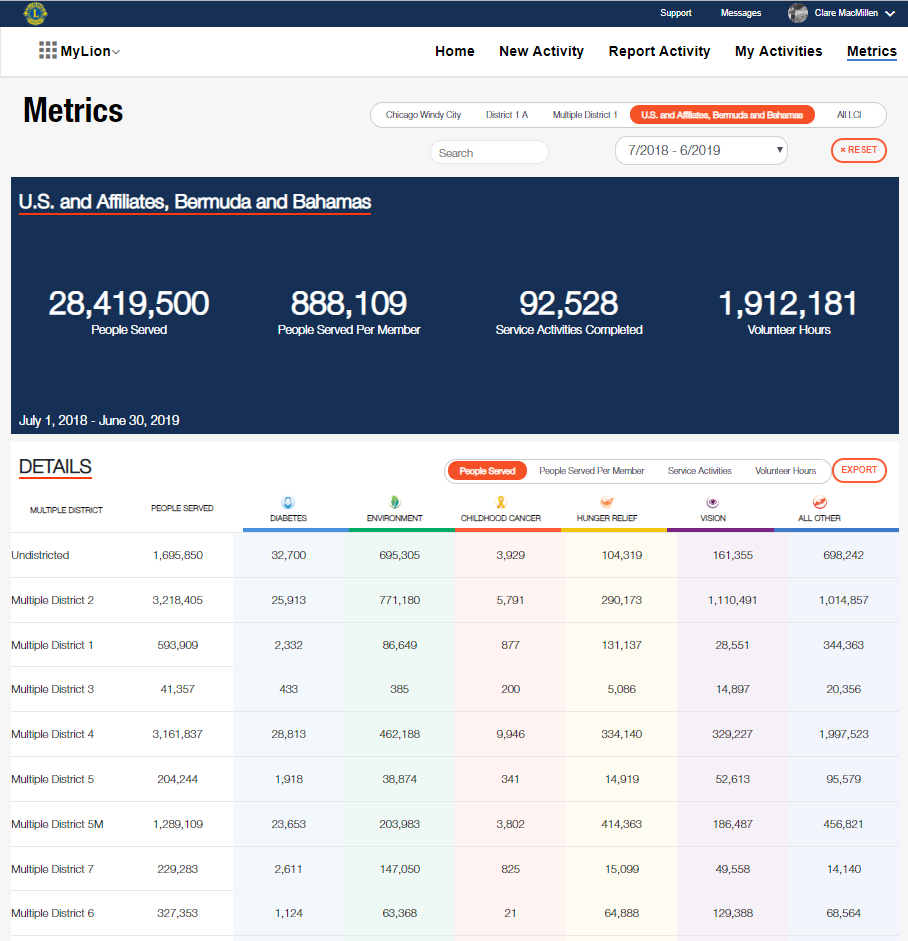 L
Support Messages Clare MacMillen
MyLion Home New Activity Report Activity My Activities Metrics
Metrics
Chicago Windy City District 1 A Multiple District 1 U.S. and Affiliates, Bermuda and Bahamas All LCI
Search 7/2018 - 6/2019 × RESET
U.S. and Affiliates, Bermuda and Bahamas
28,419,500 888,109 92,528 1,912,181
People Served People Served Per Member Service Activities Completed Volunteer Hours
July 1, 2018 - June 30, 2019
DETAILS People Served People Served Per Member Service Activities Volunteer Hours EXPORT
MULTIPLE DISTRICT PEOPLE SERVED DIABETES ENVIRONMENT CHILDHOOD CANCER HUNGER RELIEF VISION ALL OTHER
Undistricted 1,695,850 32,700 695,305 3,929 104,319 161,355 698,242
Multiple District 2 3,218,405 25,913 771,180 5,791 290,173 1,110,491 1,014,857
Multiple District 1 593,909 2,332 86,649 877 131,137 28,551 344,363
Multiple District 3 41,357 433 385 200 5,086 14,897 20,356
Multiple District 4 3,161,837 28,813 462,188 9,946 334,140 329,227 1,997,523
Multiple District 5 204,244 1,918 38,874 341 14,919 52,613 95,579
Multiple District 5M 1,289,109 23,653 203,983 3,802 414,363 186,487 456,821
Multiple District 7 229,283 2,611 147,050 825 15,099 49,558 14,140
Multiple District 6 327,353 1,124 63,368 21 64,888 129,388 68,564